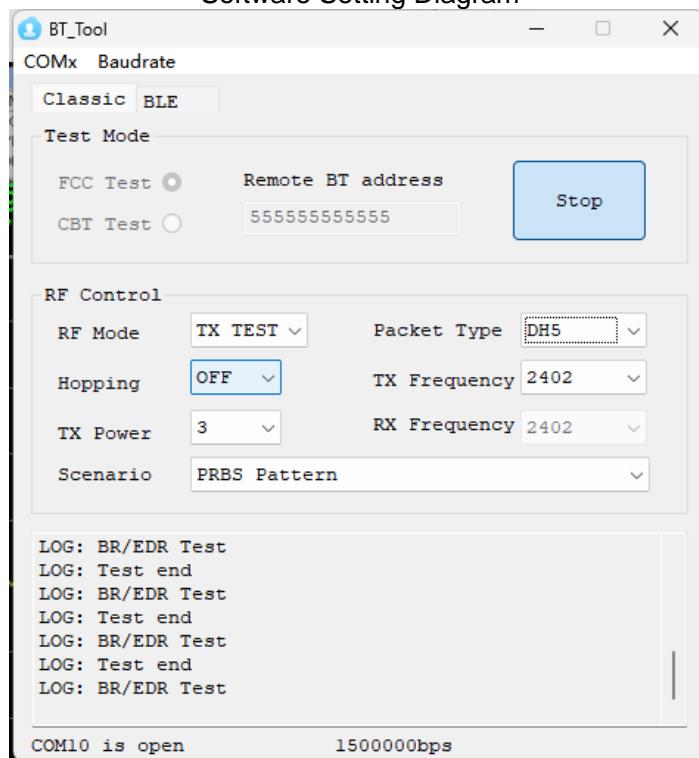 Software Setting Diagram
BT_Tool
COMx Baudrate
Classic BLE
Test Mode
FCC Test Remote BT address
CBT Test 555555555555
Stop
RF Control
RF Mode TX TEST Packet Type DH5
Hopping OFF TX Frequency 2402
TX Power 3 RX Frequency 2402
Scenario PRBS Pattern
LOG: BR/EDR Test
LOG: Test end
LOG: BR/EDR Test
LOG: Test end
LOG: BR/EDR Test
LOG: Test end
LOG: BR/EDR Test
COM10 is open 1500000bps